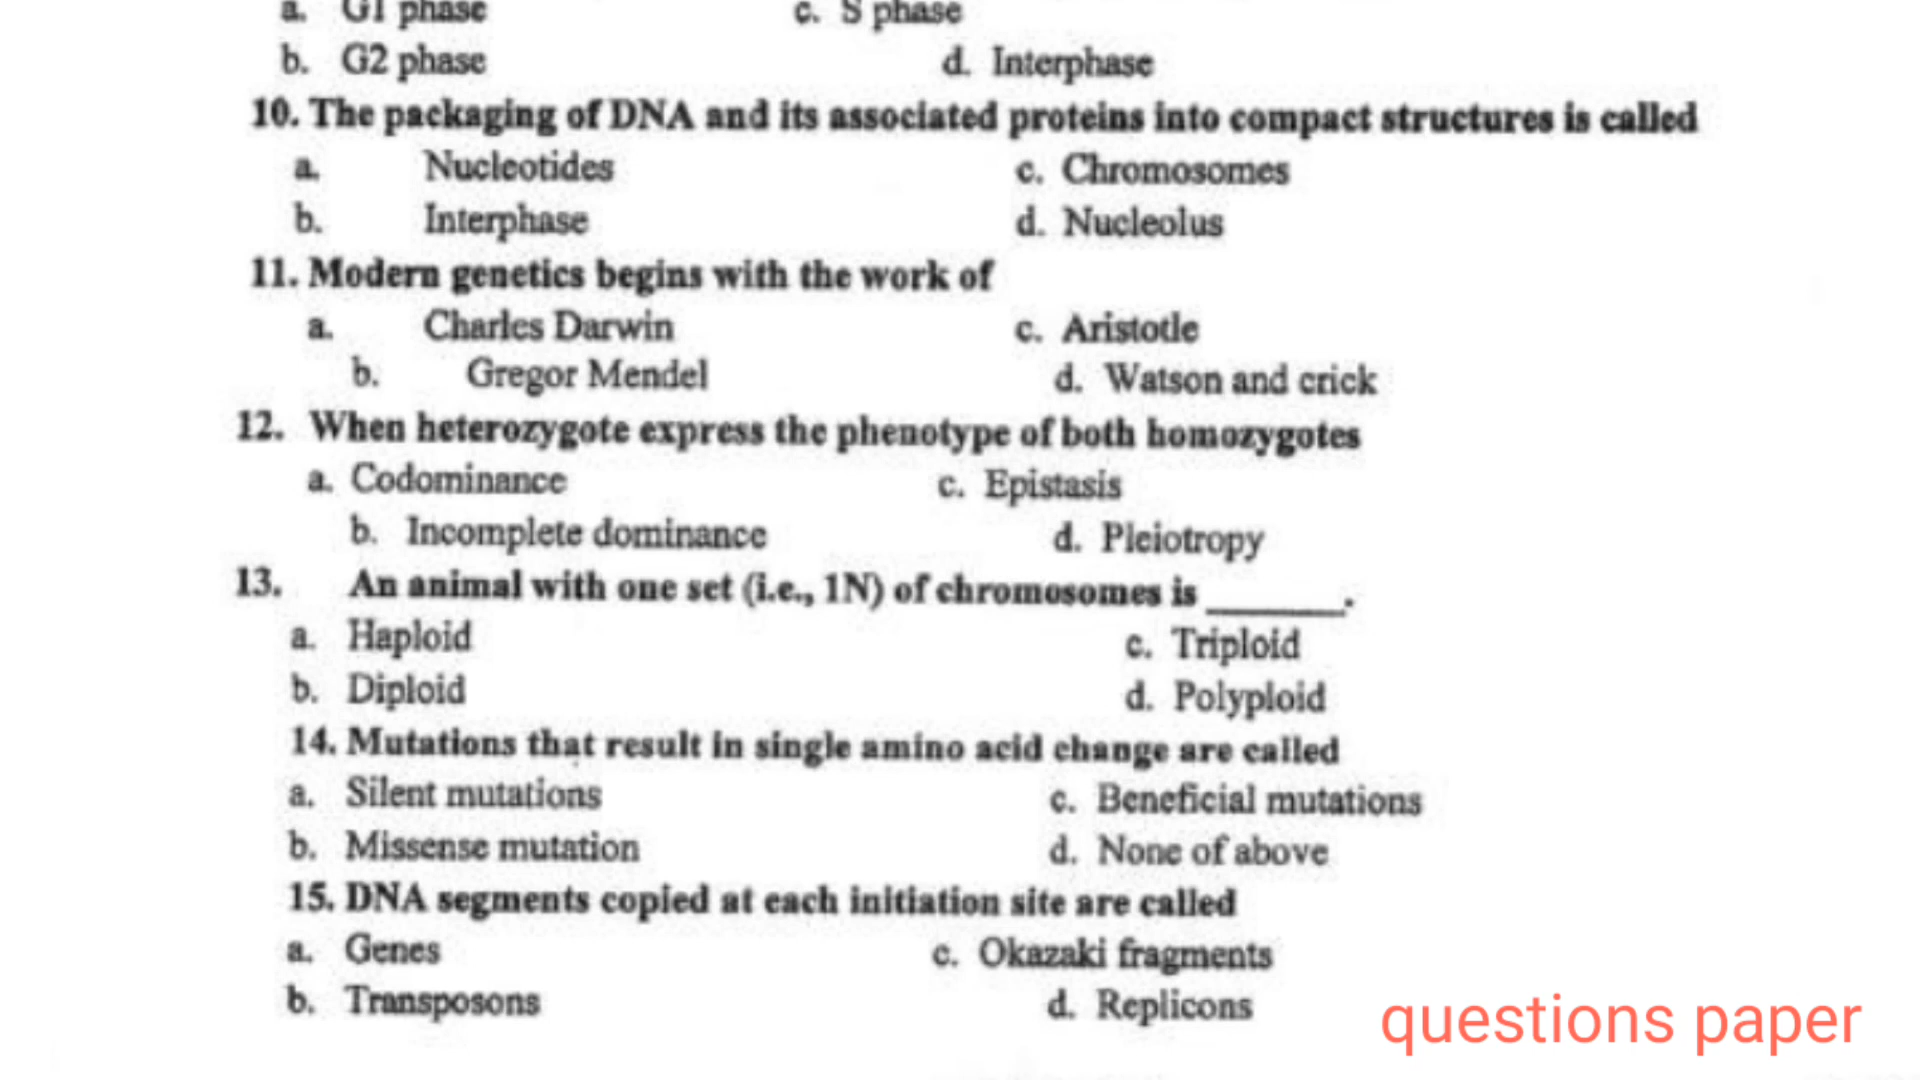 a. G1 phase c. S phase
b. G2 phase d. Interphase
10. The packaging of DNA and its associated proteins into compact structures is called
a. Nucleotides c. Chromosomes
b. Interphase d. Nucleolus
11. Modern genetics begins with the work of
a. Charles Darwin c. Aristotle
b. Gregor Mendel d. Watson and crick
12. When heterozygote express the phenotype of both homozygotes
a. Codominance c. Epistasis
b. Incomplete dominance d. Pleiotropy
13. An animal with one set (i.e., 1N) of chromosomes is ______.
a. Haploid c. Triploid
b. Diploid d. Polyploid
14. Mutations that result in single amino acid change are called
a. Silent mutations c. Beneficial mutations
b. Missense mutation d. None of above
15. DNA segments copied at each initiation site are called
a. Genes c. Okazaki fragments
b. Transposons d. Replicons
questions paper